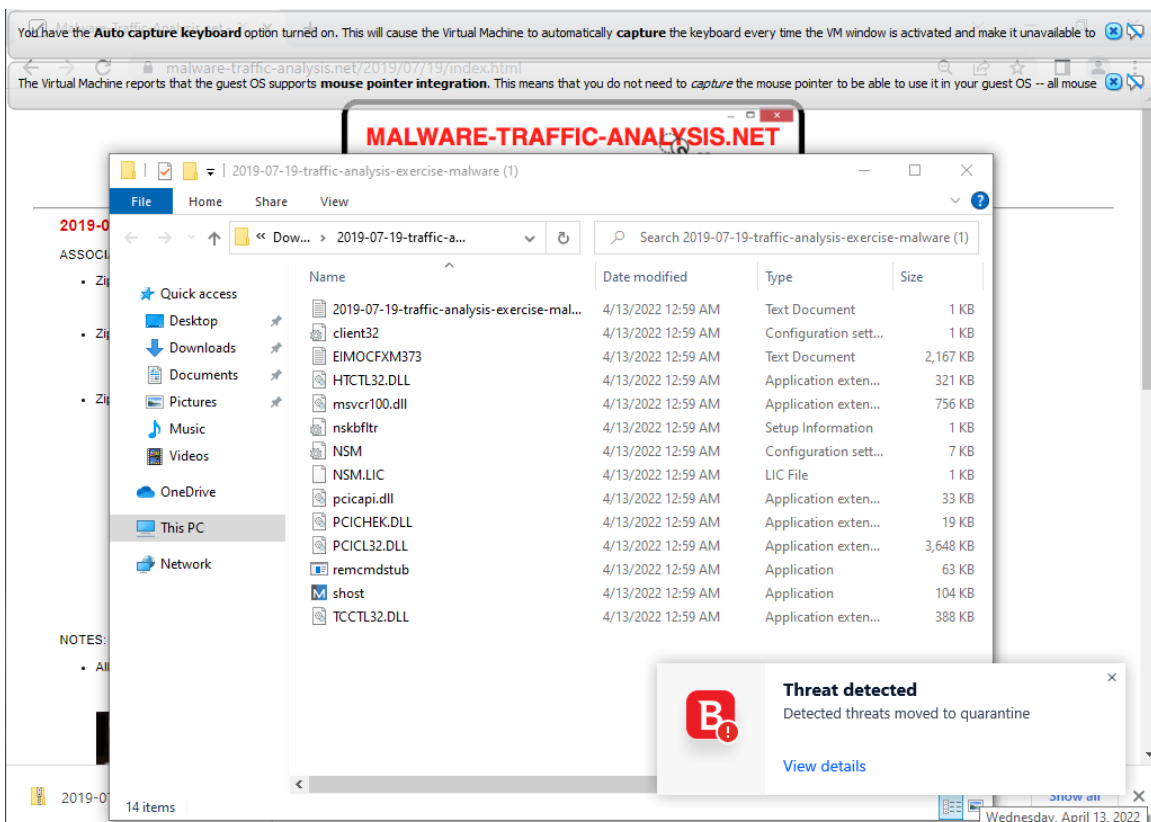 You have the Auto capture keyboard option turned on. This will cause the Virtual Machine to automatically capture the keyboard every time the VM window is activated and make it unavailable to
malware-traffic-analysis.net/2019/07/19/index.html
The Virtual Machine reports that the guest OS supports mouse pointer integration. This means that you do not need to capture the mouse pointer to be able to use it in your guest OS -- all mouse
MALWARE-TRAFFIC-ANALYSIS.NET
2019-07-19-traffic-analysis-exercise-malware (1)
File Home Share View
2019-0
« Dow... › 2019-07-19-traffic-a...
Search 2019-07-19-traffic-analysis-exercise-malware (1)
ASSOCI
Name Date modified Type Size
Zip
Quick access
2019-07-19-traffic-analysis-exercise-mal... 4/13/2022 12:59 AM Text Document 1 KB
Desktop
client32 4/13/2022 12:59 AM Configuration sett... 1 KB
Zip
Downloads
EIMOCFXM373 4/13/2022 12:59 AM Text Document 2,167 KB
Documents
HTCTL32.DLL 4/13/2022 12:59 AM Application exten... 321 KB
Zip
Pictures
msvcr100.dll 4/13/2022 12:59 AM Application exten... 756 KB
Music
nskbfltr 4/13/2022 12:59 AM Setup Information 1 KB
Videos
NSM 4/13/2022 12:59 AM Configuration sett... 7 KB
NSM.LIC 4/13/2022 12:59 AM LIC File 1 KB
OneDrive
pcicapi.dll 4/13/2022 12:59 AM Application exten... 33 KB
This PC
PCICHEK.DLL 4/13/2022 12:59 AM Application exten... 19 KB
PCICL32.DLL 4/13/2022 12:59 AM Application exten... 3,648 KB
Network
remcmdstub 4/13/2022 12:59 AM Application 63 KB
shost 4/13/2022 12:59 AM Application 104 KB
TCCTL32.DLL 4/13/2022 12:59 AM Application exten... 388 KB
NOTES:
All
Threat detected
Detected threats moved to quarantine
View details
2019-0
14 items
Show all
Wednesday, April 13, 2022